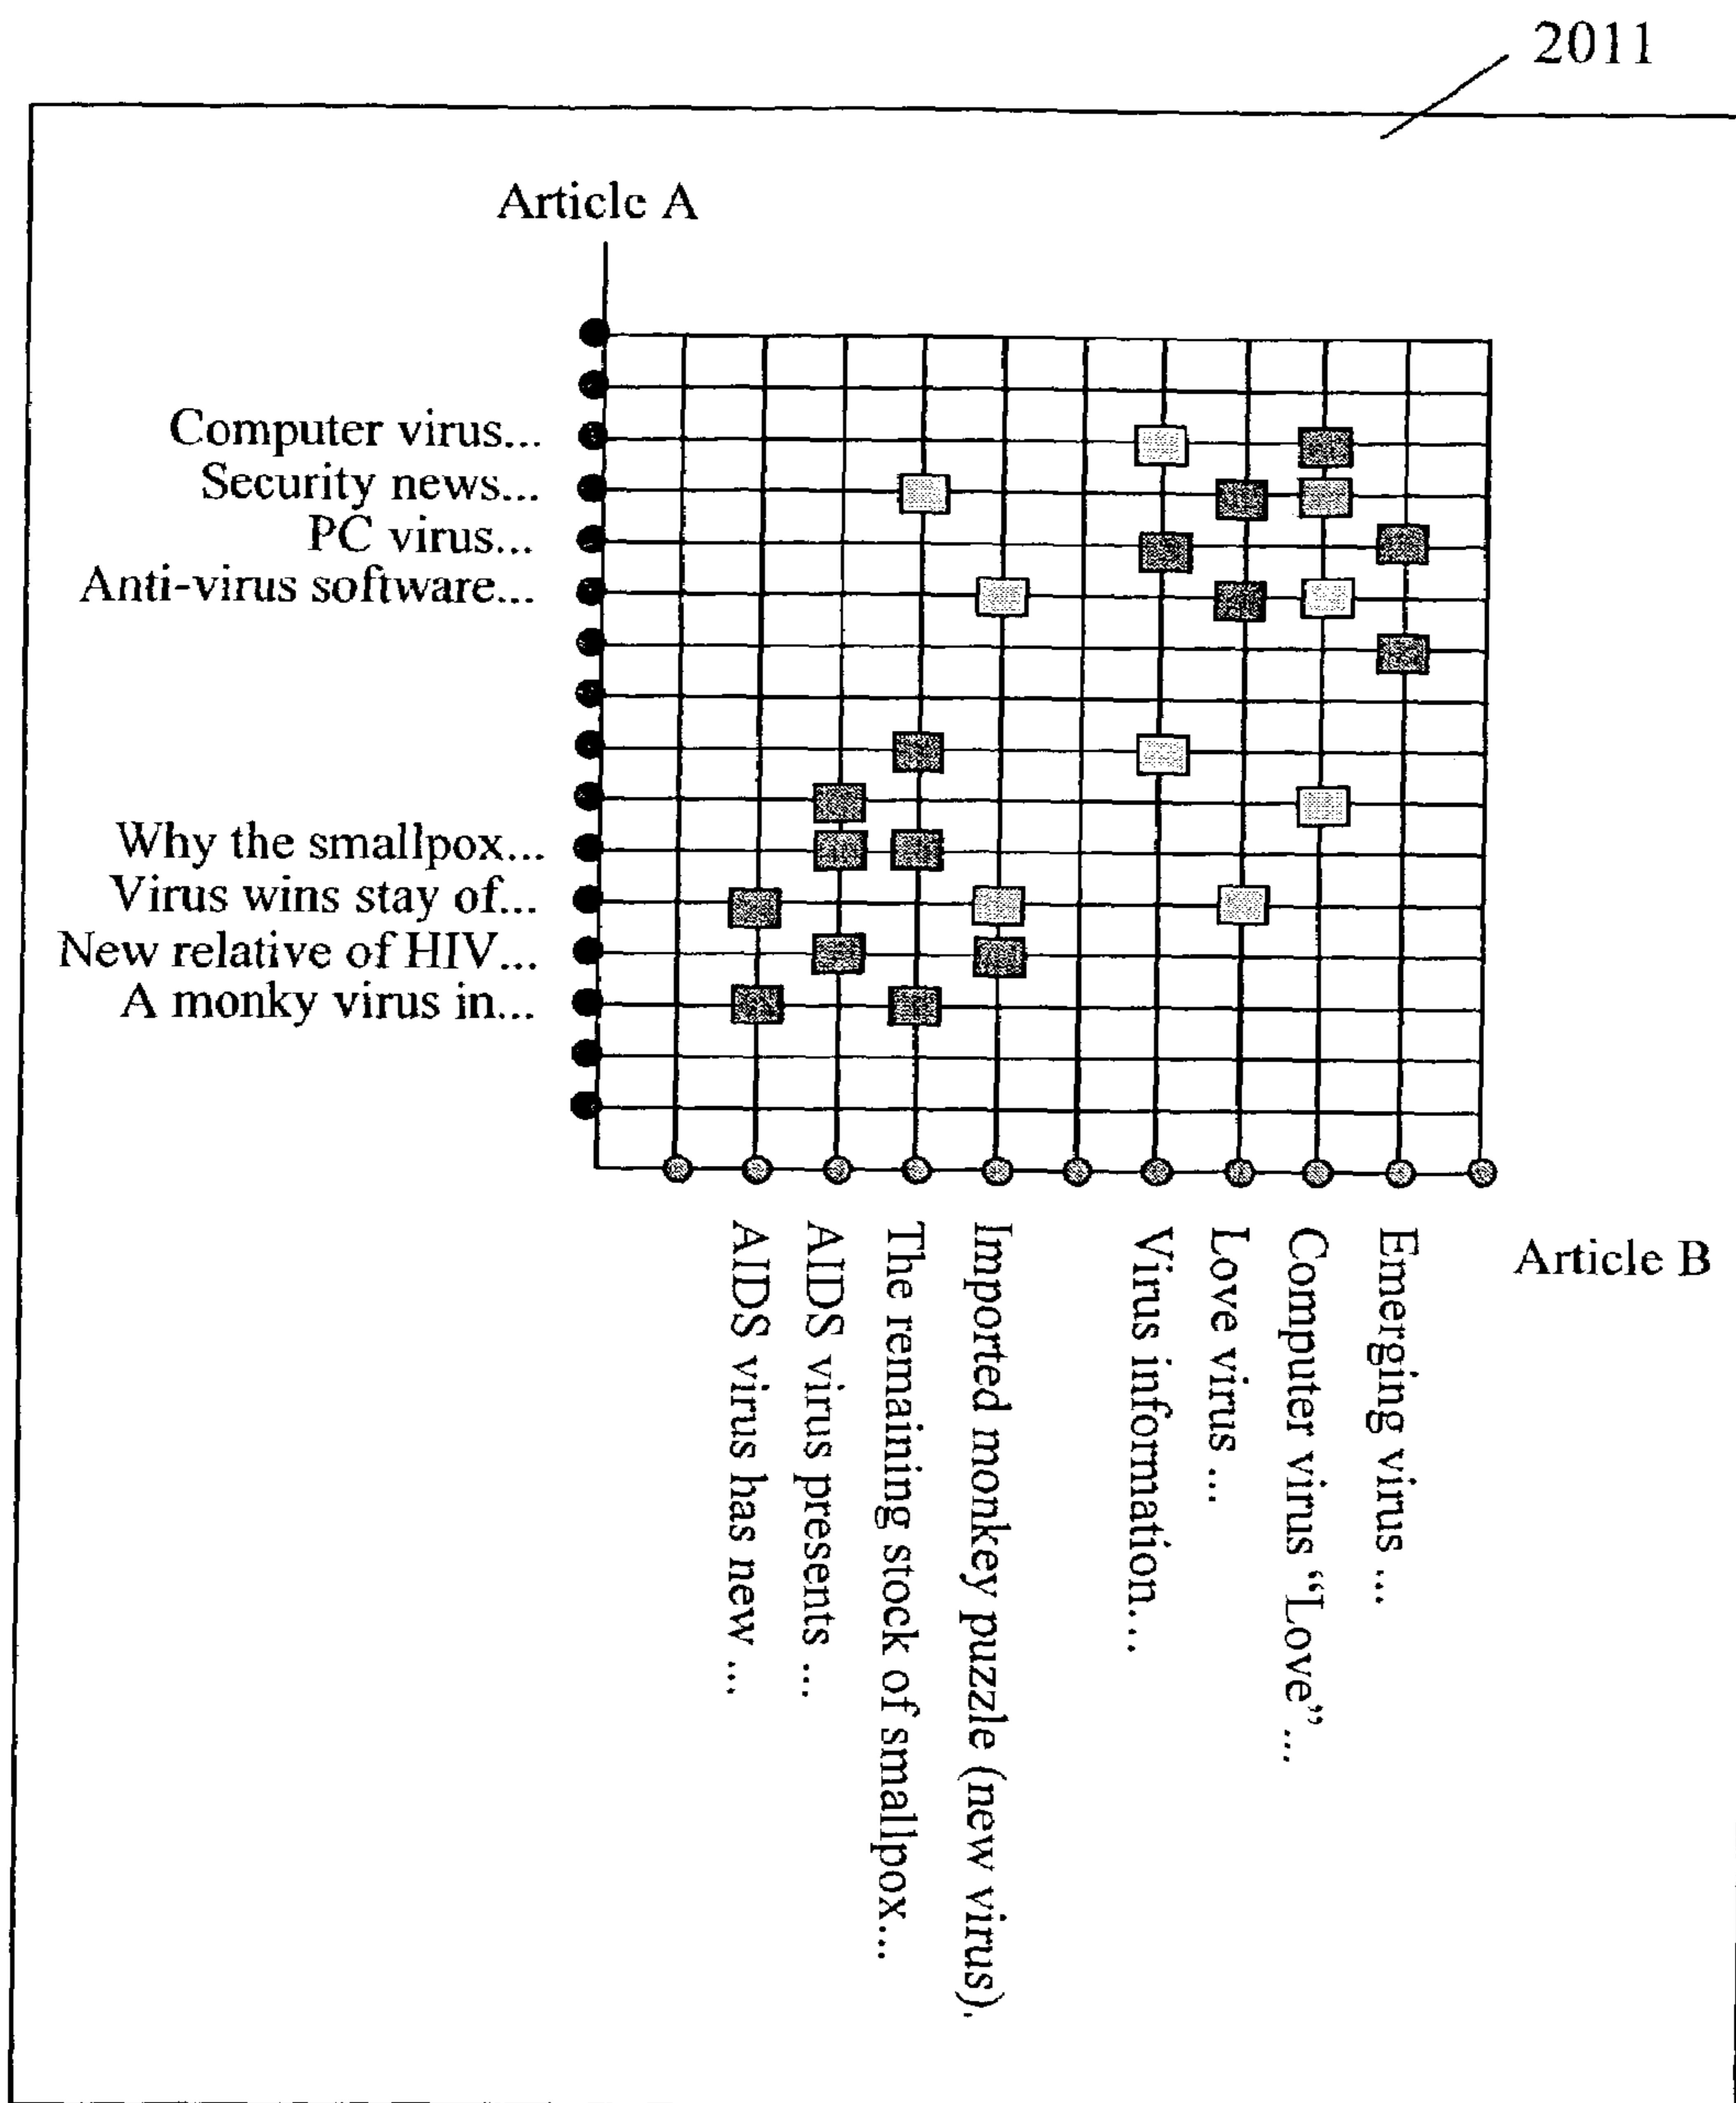 2011
Article A
Computer virus...
Security news...
PC virus...
Anti-virus software...
Why the smallpox...
Virus wins stay of...
New relative of HIV...
A monky virus in...
AIDS virus has new ...
AIDS virus presents ...
The remaining stock of smallpox...
Imported monkey puzzle (new virus).
Virus information...
Love virus ...
Computer virus “Love” ...
Emerging virus ...
Article B